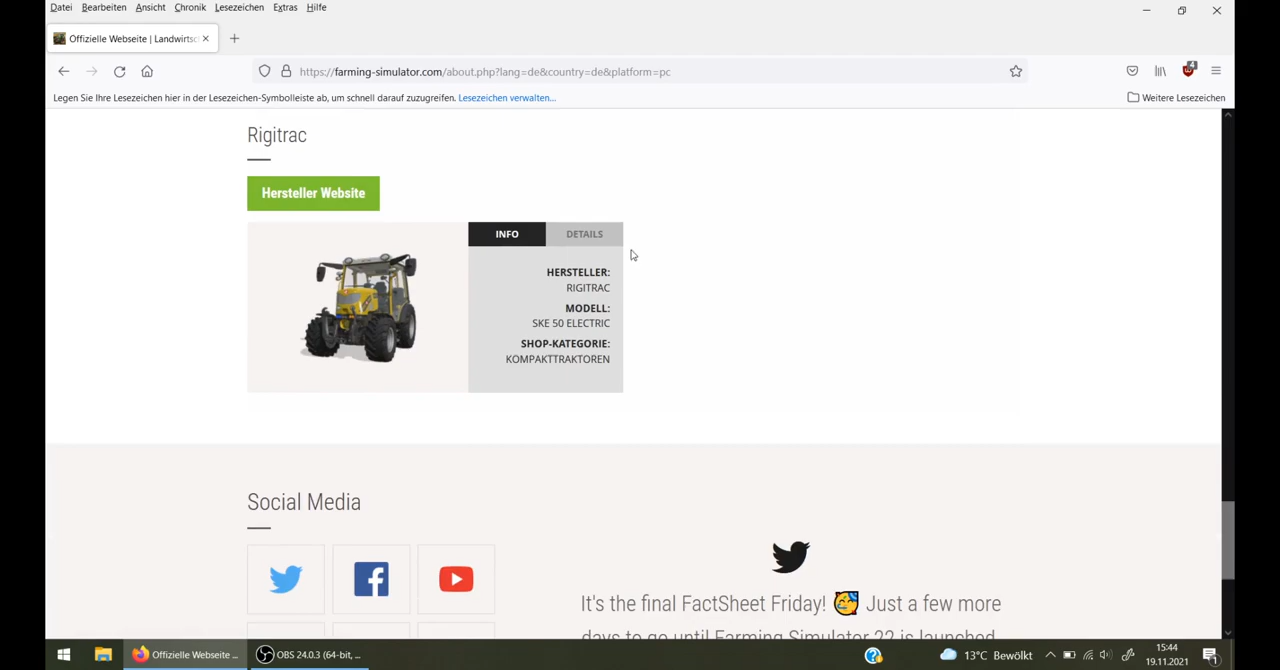 Datei Bearbeiten Ansicht Chronik Lesezeichen Extras Hilfe
Offizielle Webseite | Landwirtsc
https://farming-simulator.com/about.php?lang=de&country=de&platform=pc
4
Legen Sie Ihre Lesezeichen hier in der Lesezeichen-Symbolleiste ab, um schnell darauf zuzugreifen. Lesezeichen verwalten…
Weitere Lesezeichen
Rigitrac
Hersteller Website
INFO DETAILS
HERSTELLER:
RIGITRAC
MODELL:
SKE 50 ELECTRIC
SHOP-KATEGORIE:
KOMPAKTTRAKTOREN
Social Media
It's the final FactSheet Friday! 🥳 Just a few more
days to go until Farming Simulator 22 is launched
Offizielle Webseite …
OBS 24.0.3 (64-bit, …
13°C Bewölkt
15:44
19.11.2021
1